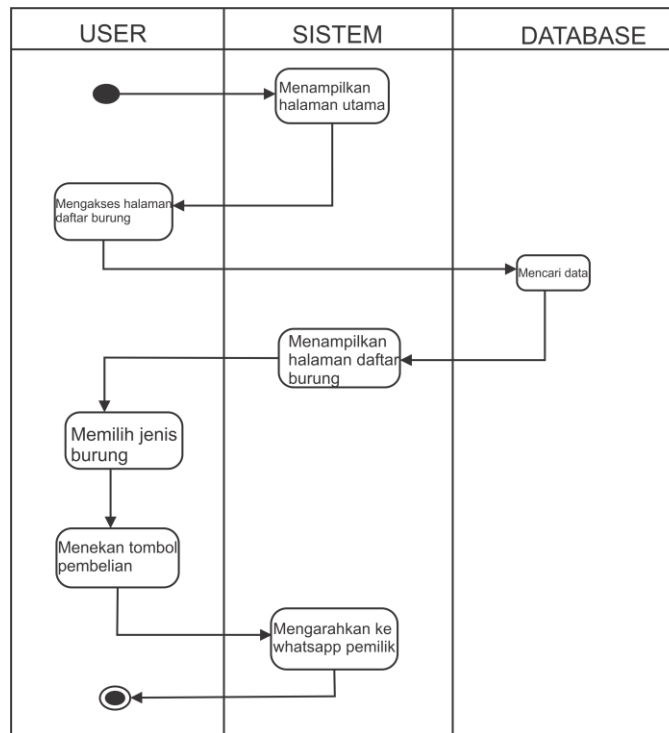 USER
SISTEM
DATABASE
Menampilkan
halaman utama
Mengakses halaman
daftar burung
Mencari data
Menampilkan
halaman daftar
burung
Memilih jenis
burung
Menekan tombol
pembelian
Mengarahkan ke
whatsapp pemilik